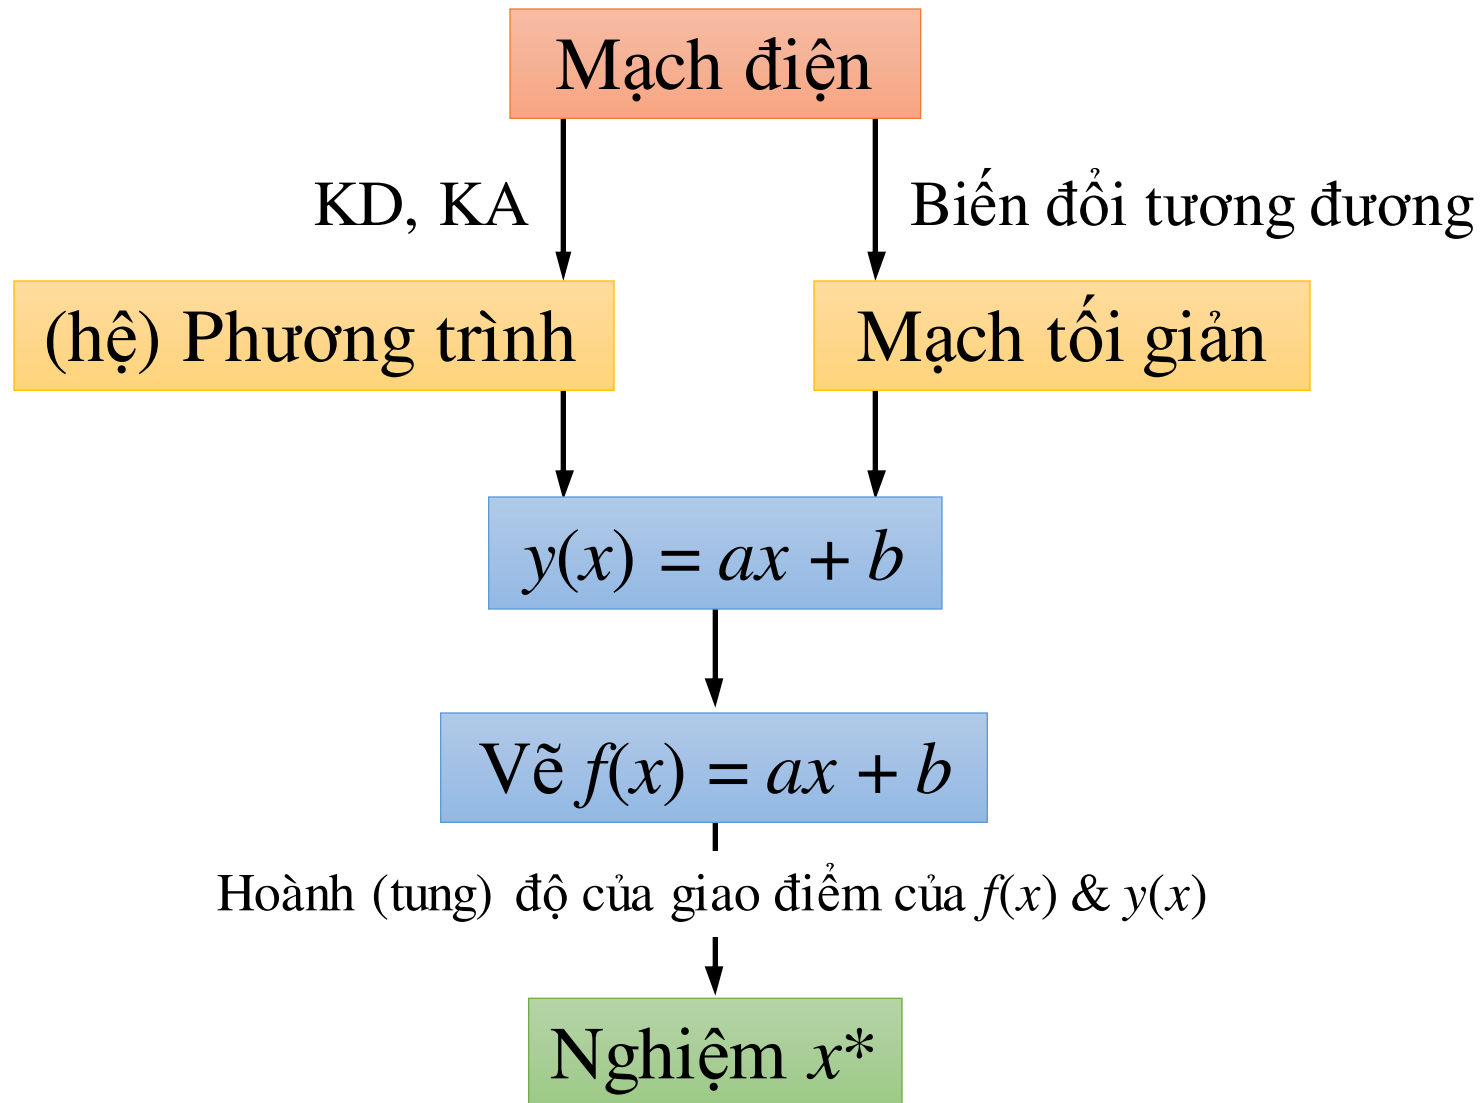 Mạch điện
KD, KA
Biến đổi tương đương
(hệ) Phương trình
Mạch tối giản
y(x) = ax + b
Vẽ f(x) = ax + b
Hoành (tung) độ của giao điểm của f(x) & y(x)
Nghiệm x*